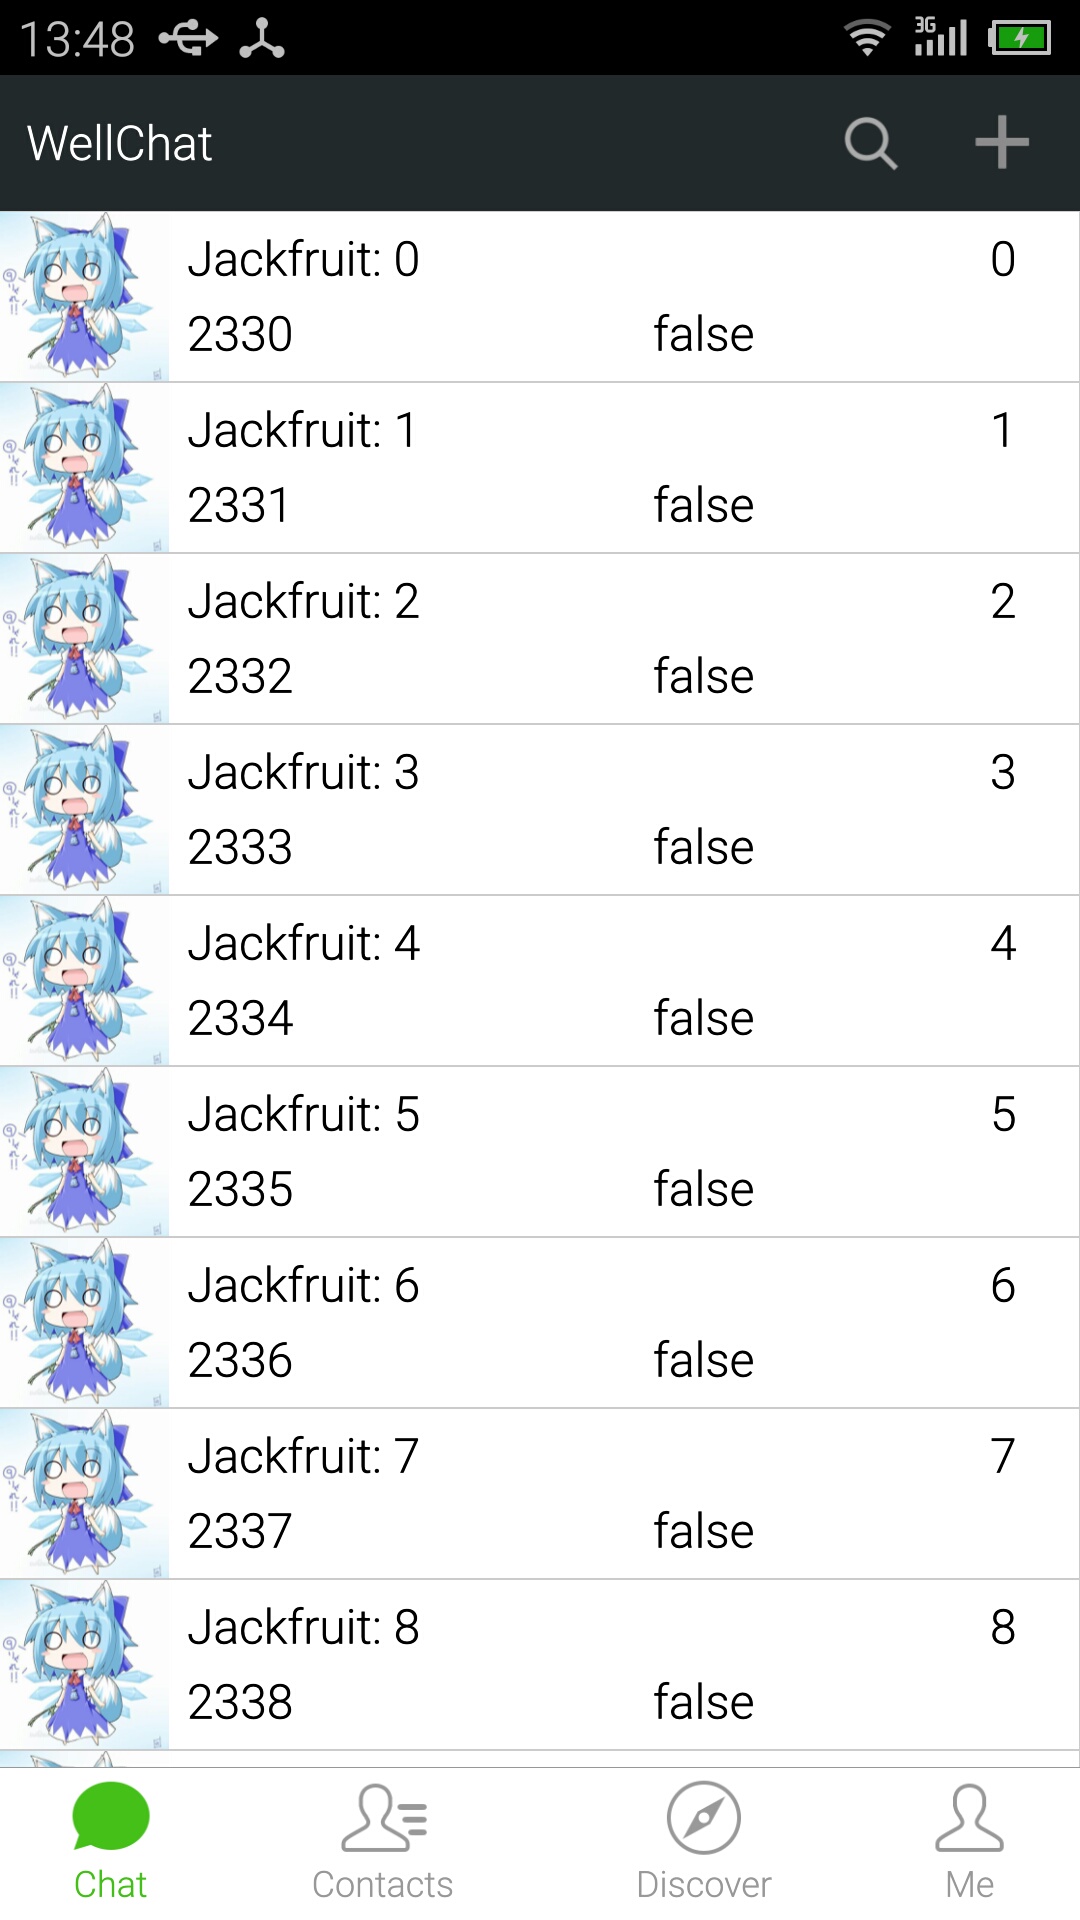 13:48 3G
WellChat
Jackfruit: 0 0
2330 false
Jackfruit: 1 1
2331 false
Jackfruit: 2 2
2332 false
Jackfruit: 3 3
2333 false
Jackfruit: 4 4
2334 false
Jackfruit: 5 5
2335 false
Jackfruit: 6 6
2336 false
Jackfruit: 7 7
2337 false
Jackfruit: 8 8
2338 false
Chat Contacts Discover Me